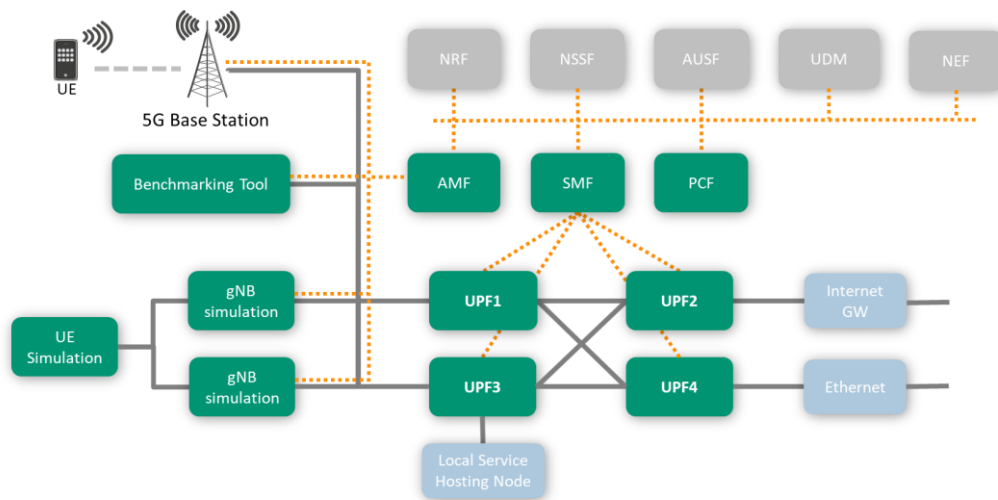 UE
5G Base Station
NRF
NSSF
AUSF
UDM
NEF
Benchmarking Tool
AMF
SMF
PCF
gNB
simulation
UPF1
UPF2
Internet
GW
UE
Simulation
gNB
simulation
UPF3
UPF4
Ethernet
Local Service
Hosting Node